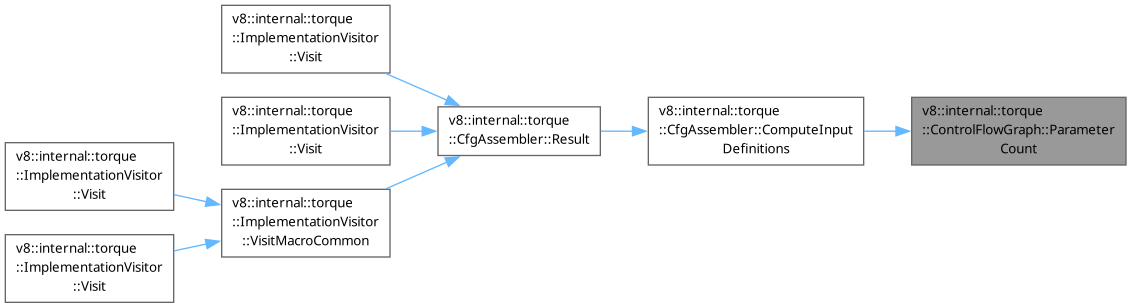 v8::internal::torque
::ImplementationVisitor
::Visit
v8::internal::torque
::ImplementationVisitor
::Visit
v8::internal::torque
::CfgAssembler::Result
v8::internal::torque
::CfgAssembler::ComputeInput
Definitions
v8::internal::torque
::ControlFlowGraph::Parameter
Count
v8::internal::torque
::ImplementationVisitor
::Visit
v8::internal::torque
::ImplementationVisitor
::VisitMacroCommon
v8::internal::torque
::ImplementationVisitor
::Visit